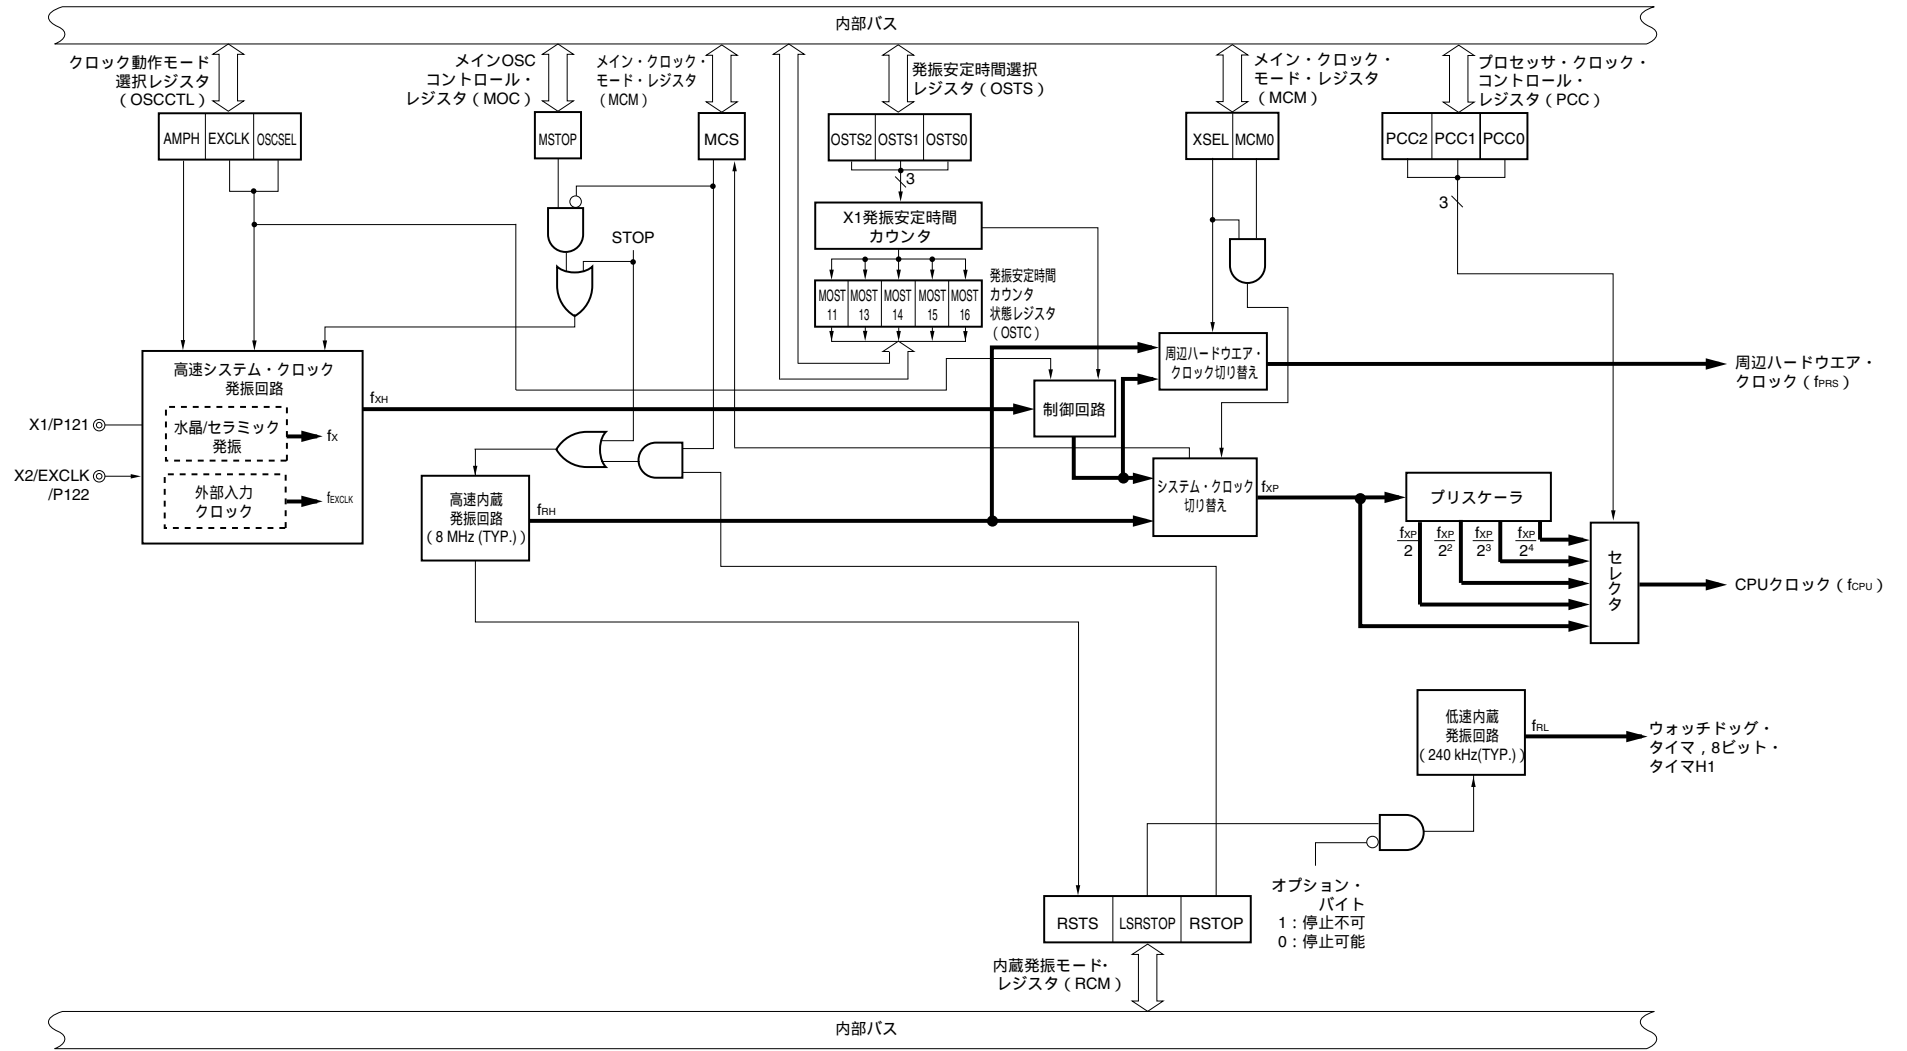 内部バス
クロック動作モード
選択レジスタ
(OSCCTL)
メインOSC
コントロール・
レジスタ(MOC)
メイン・クロック・
モード・レジスタ
(MCM)
発振安定時間選択
レジスタ(OSTS)
メイン・クロック・
モード・レジスタ
(MCM)
プロセッサ・クロック・
コントロール・
レジスタ(PCC)
AMPH EXCLK OSCSEL
MSTOP
MCS
OSTS2 OSTS1 OSTS0
XSEL MCM0
PCC2 PCC1 PCC0
3
3
X1発振安定時間
カウンタ
STOP
MOST
11
MOST
13
MOST
14
MOST
15
MOST
16
発振安定時間
カウンタ
状態レジスタ
(OSTC)
高速システム・クロック
発振回路
水晶/セラミック
発振
fX
外部入力
クロック
fEXCLK
X1/P121
X2/EXCLK
/P122
fXH
制御回路
周辺ハードウエア・
クロック切り替え
周辺ハードウエア・
クロック(fPRS)
高速内蔵
発振回路
(8 MHz (TYP.))
fRH
システム・クロック
切り替え
fXP
プリスケーラ
fXP
2
fXP
2²
fXP
2³
fXP
2⁴
セレクタ
CPUクロック(fCPU)
低速内蔵
発振回路
(240 kHz(TYP.))
fRL
ウォッチドッグ・
タイマ,8ビット・
タイマH1
オプション・
バイト
1:停止不可
0:停止可能
RSTS LSRSTOP RSTOP
内蔵発振モード・
レジスタ(RCM)
内部バス